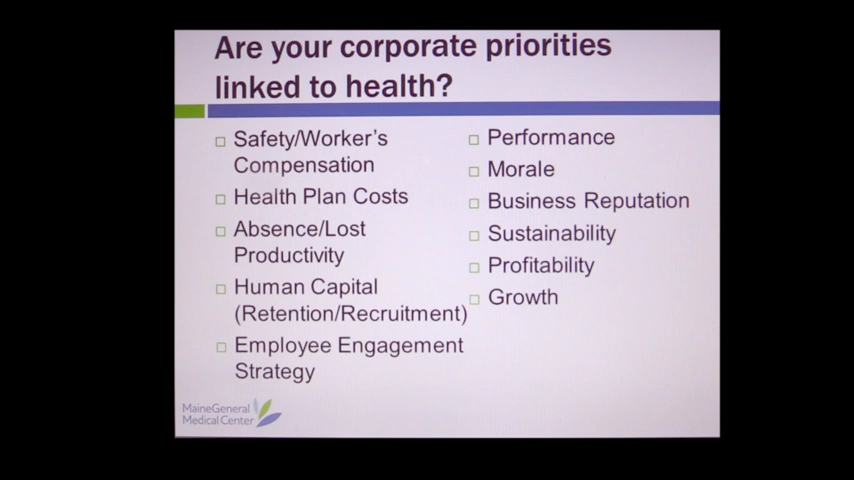 Are your corporate priorities
linked to health?
Safety/Worker's
Compensation
Health Plan Costs
Absence/Lost
Productivity
Human Capital
(Retention/Recruitment)
Employee Engagement
Strategy
Performance
Morale
Business Reputation
Sustainability
Profitability
Growth
MaineGeneral
Medical Center